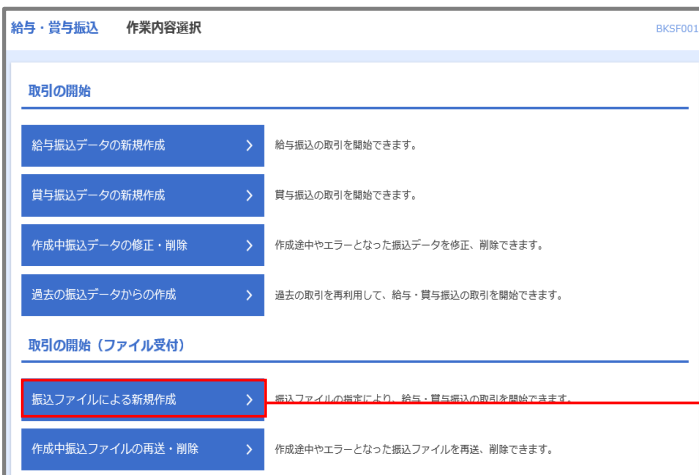 給与・賞与振込 作業内容選択 BKSF001
取引の開始
給与振込データの新規作成 給与振込の取引を開始できます。
賞与振込データの新規作成 賞与振込の取引を開始できます。
作成中振込データの修正・削除 作成途中やエラーとなった振込データを修正、削除できます。
過去の振込データからの作成 過去の取引を再利用して、給与・賞与振込の取引を開始できます。
取引の開始（ファイル受付）
振込ファイルによる新規作成 振込ファイルの指定により、給与・賞与振込の取引を開始できます。
作成中振込ファイルの再送・削除 作成途中やエラーとなった振込ファイルを再送、削除できます。